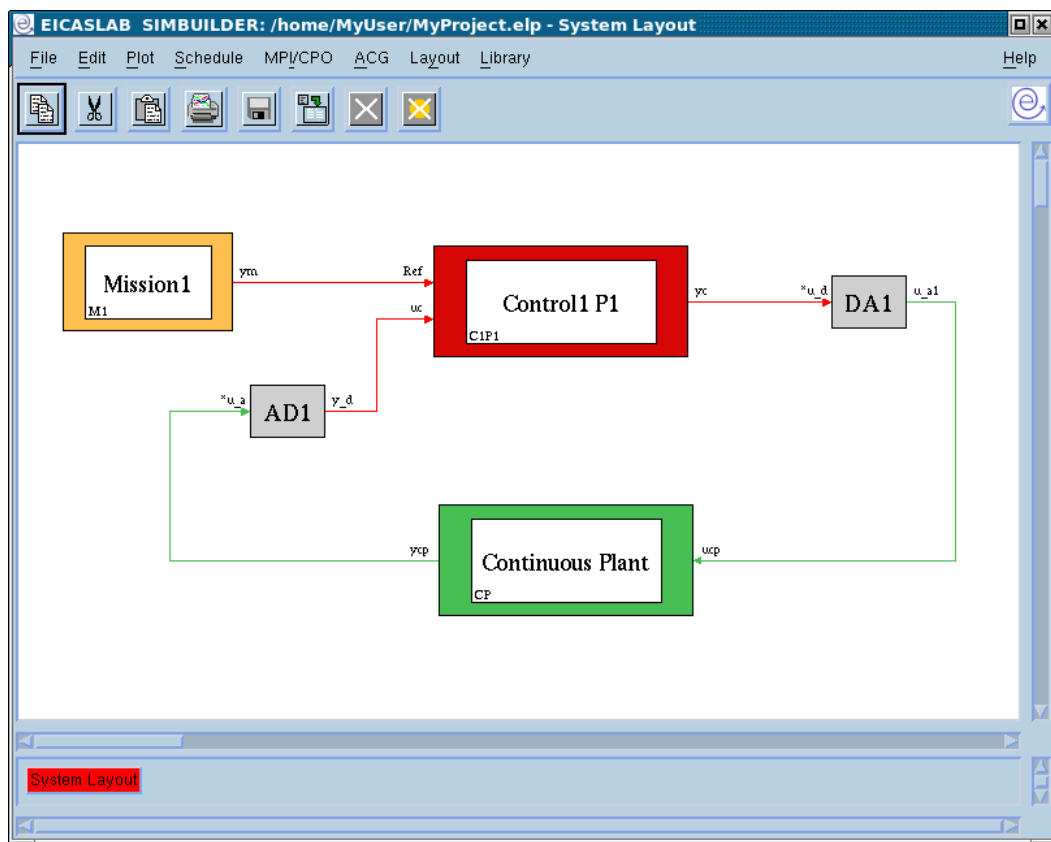 EICASLAB SIMBUILDER: /home/MyUser/MyProject.elp - System Layout
File Edit Plot Schedule MPI/CPO ACG Layout Library Help
Mission1
M1
ym
Ref
uc
Control1 P1
C1P1
yc
*u_d
DA1
u_a1
*u_a
AD1
y_d
ycp
Continuous Plant
CP
ucp
System Layout